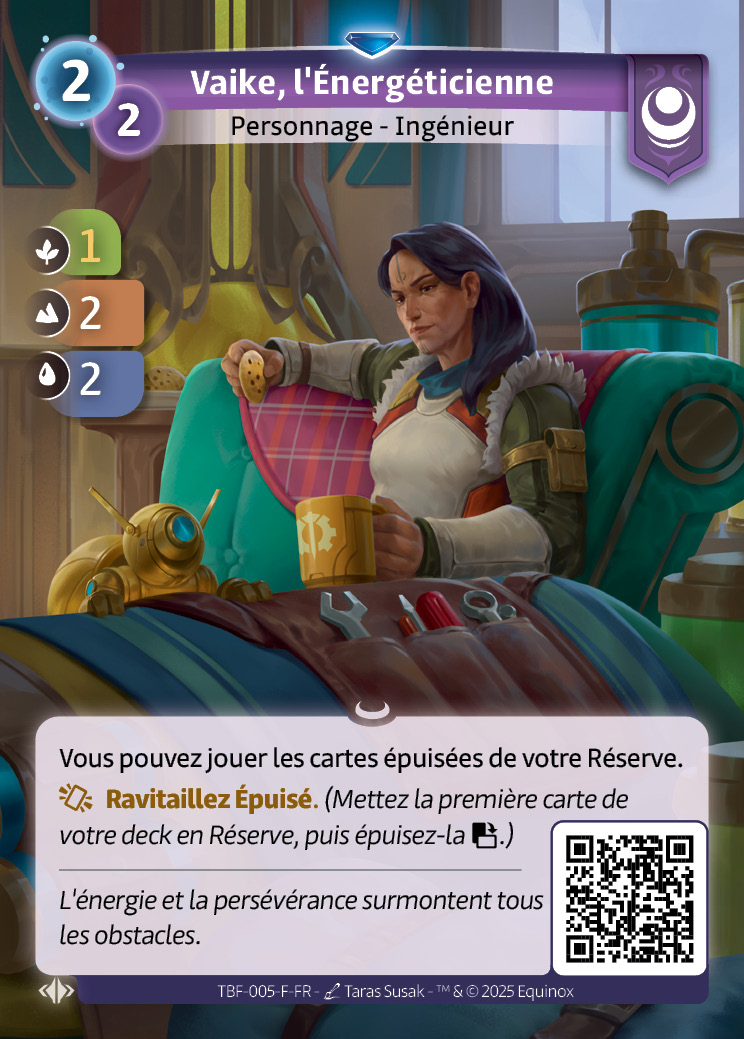 2
Vaike, l'Énergéticienne
2
Personnage - Ingénieur
1
2
2
Vous pouvez jouer les cartes épuisées de votre Réserve.
Ravitaillez Épuisé. (Mettez la première carte de
votre deck en Réserve, puis épuisez-la .)
L'énergie et la persévérance surmontent tous
les obstacles.
TBF-005-F-FR - Taras Susak - ™ & © 2025 Equinox